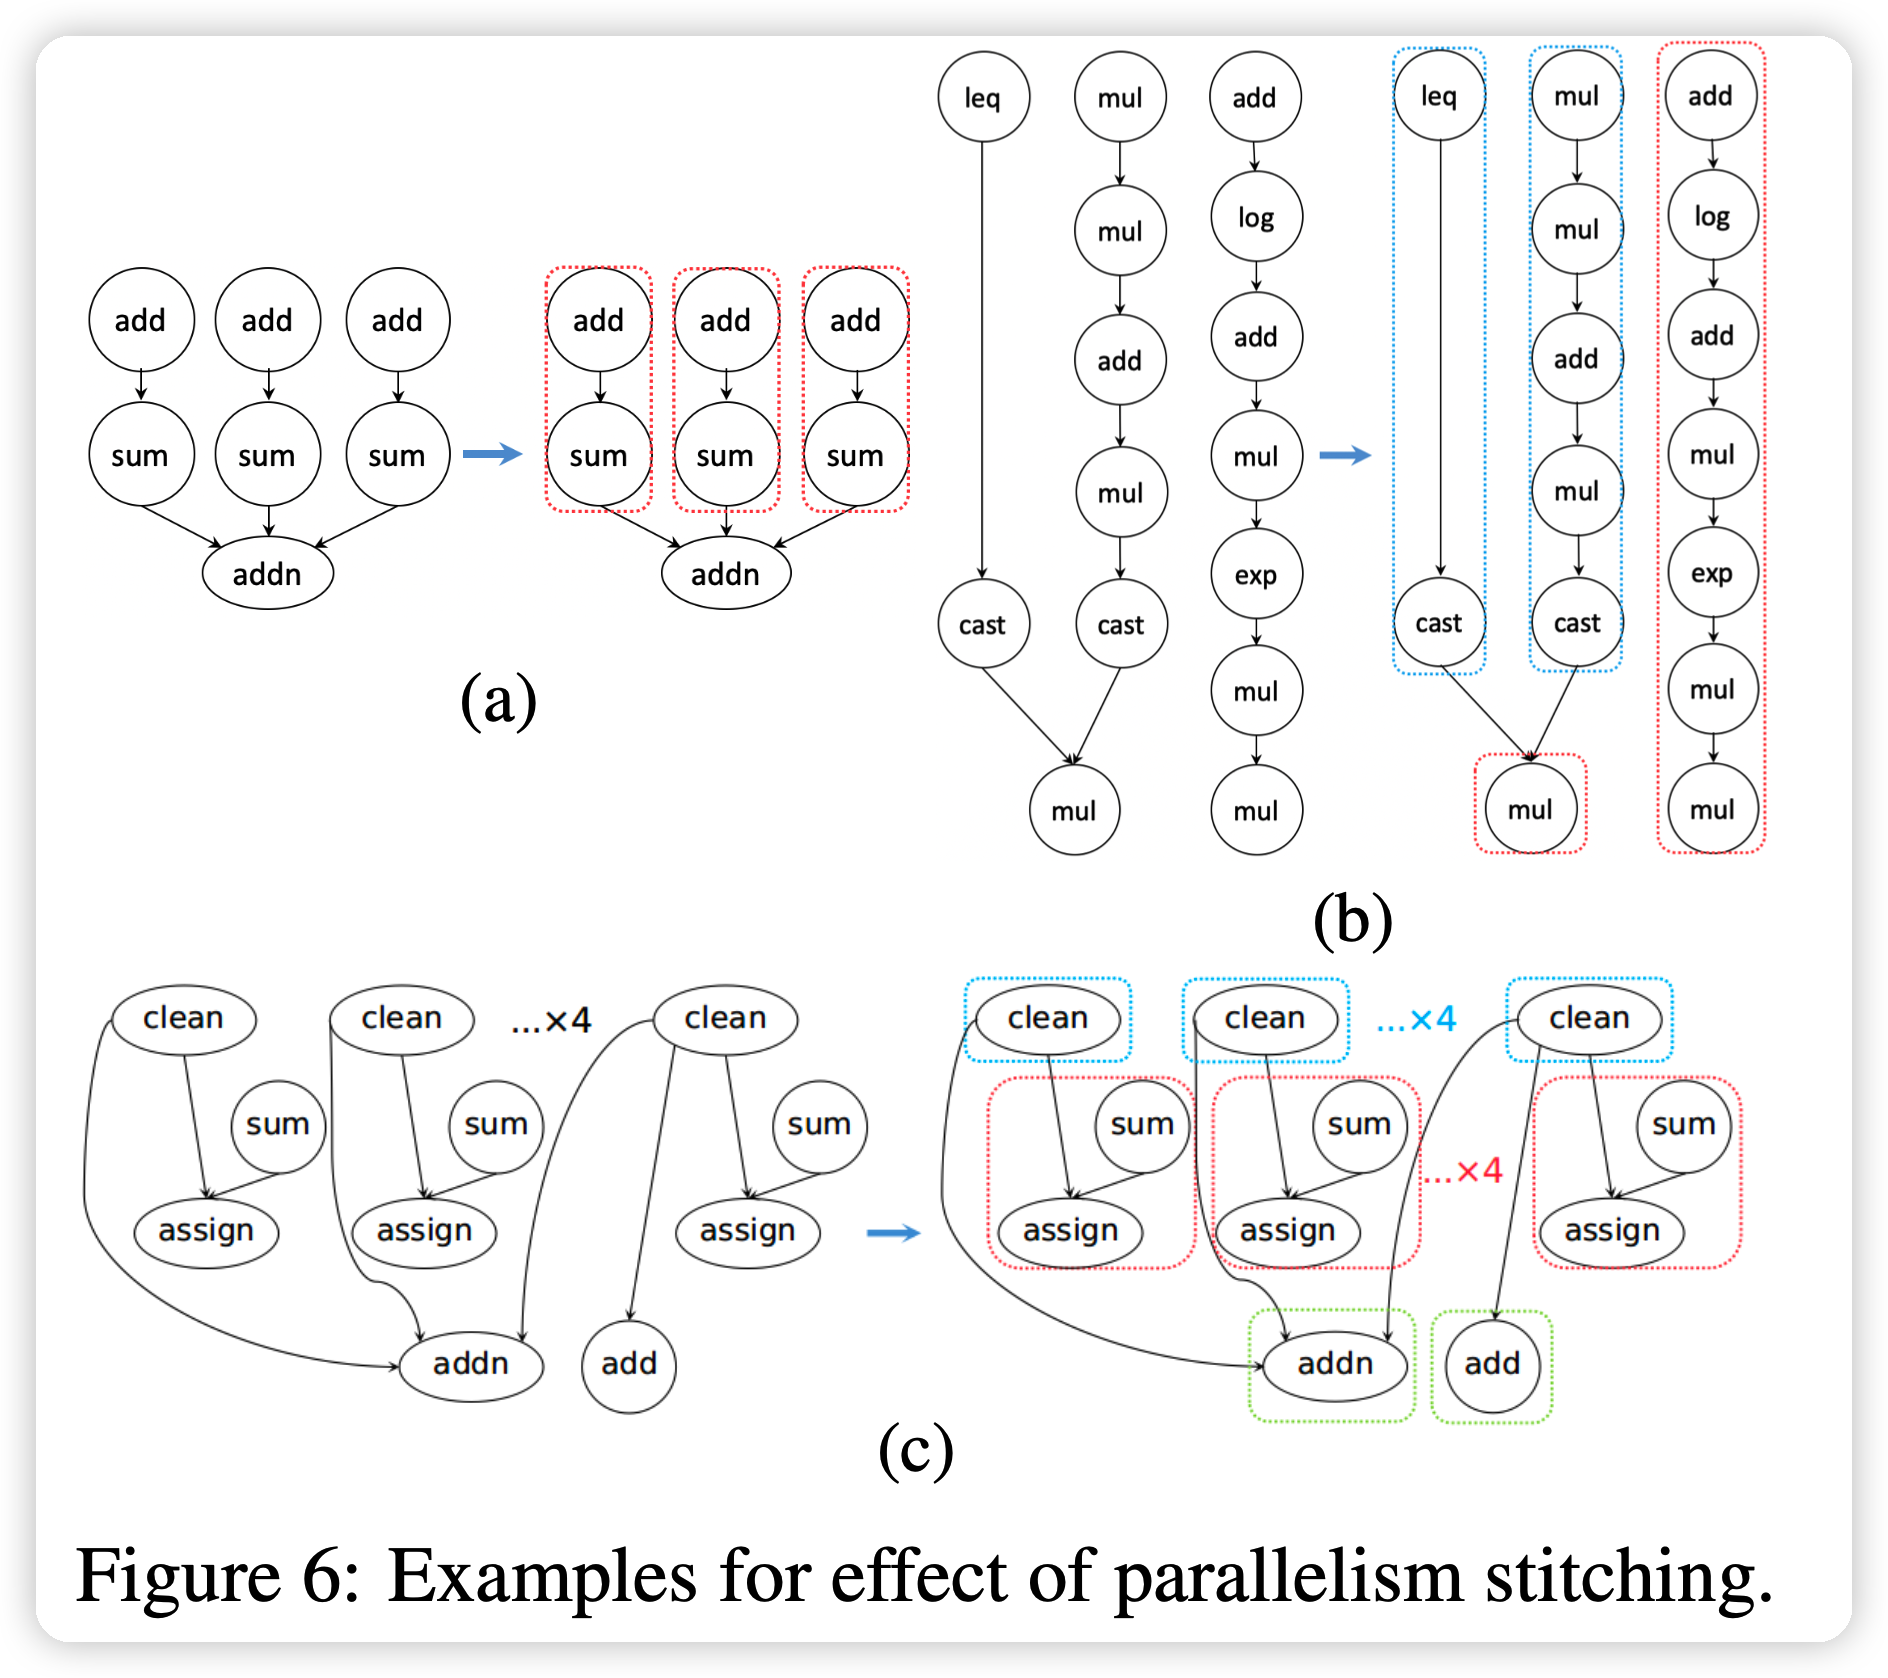 add add add
sum sum sum
addn
add add add
sum sum sum
addn
(a)
leq mul add
mul log
add add
mul mul
exp
cast cast
mul
mul mul
leq mul add
mul log
add add
mul mul
exp
cast cast
mul
mul mul
(b)
clean clean ...×4 clean
sum sum sum
assign assign assign
addn add
clean clean ...×4 clean
sum sum sum
...×4
assign assign assign
addn add
(c)
Figure 6: Examples for effect of parallelism stitching.